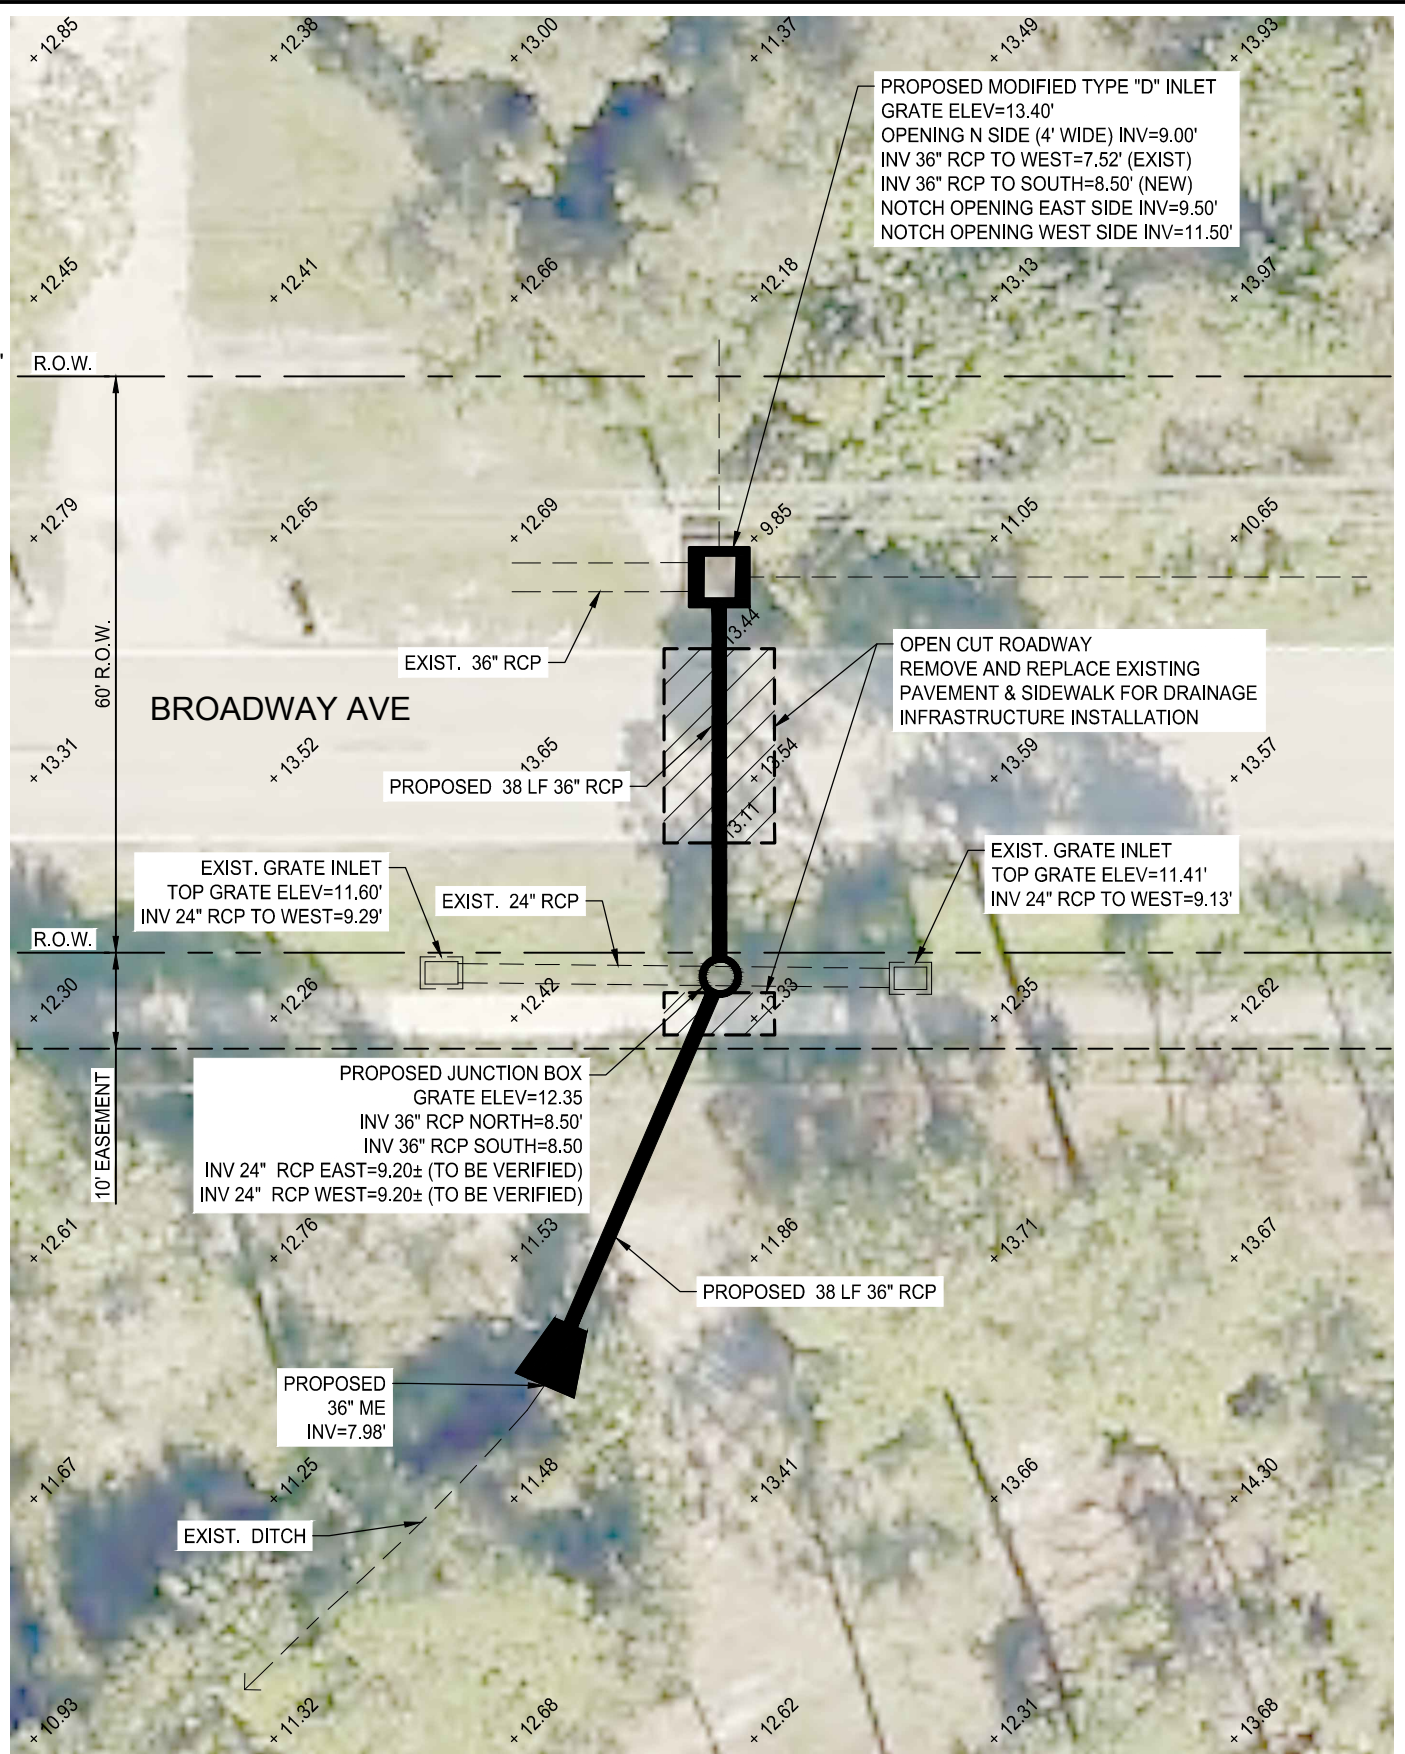 12.85
12.38
13.00
11.37
13.49
13.93
PROPOSED MODIFIED TYPE "D" INLET
GRATE ELEV=13.40'
OPENING N SIDE (4' WIDE) INV=9.00'
INV 36" RCP TO WEST=7.52' (EXIST)
INV 36" RCP TO SOUTH=8.50' (NEW)
NOTCH OPENING EAST SIDE INV=9.50'
NOTCH OPENING WEST SIDE INV=11.50'
12.45
12.41
12.66
12.18
13.13
13.97
'
R.O.W.
12.79
12.65
12.69
9.85
11.05
10.65
13.44
EXIST. 36" RCP
OPEN CUT ROADWAY
REMOVE AND REPLACE EXISTING
PAVEMENT & SIDEWALK FOR DRAINAGE
INFRASTRUCTURE INSTALLATION
60' R.O.W.
BROADWAY AVE
13.31
13.52
13.65
13.54
13.59
13.57
PROPOSED 38 LF 36" RCP
13.11
EXIST. GRATE INLET
TOP GRATE ELEV=11.60'
INV 24" RCP TO WEST=9.29'
EXIST. 24" RCP
EXIST. GRATE INLET
TOP GRATE ELEV=11.41'
INV 24" RCP TO WEST=9.13'
R.O.W.
12.30
12.26
12.42
12.33
12.35
12.62
10' EASEMENT
PROPOSED JUNCTION BOX
GRATE ELEV=12.35
INV 36" RCP NORTH=8.50'
INV 36" RCP SOUTH=8.50
INV 24" RCP EAST=9.20± (TO BE VERIFIED)
INV 24" RCP WEST=9.20± (TO BE VERIFIED)
12.61
12.76
11.53
11.86
13.71
13.67
PROPOSED 38 LF 36" RCP
PROPOSED
36" ME
INV=7.98'
11.67
11.25
11.48
13.41
13.66
14.30
EXIST. DITCH
10.93
11.32
12.68
12.62
12.31
13.68